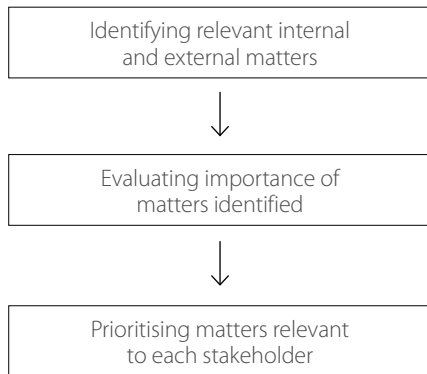 Identifying relevant internal
and external matters
Evaluating importance of
matters identified
Prioritising matters relevant
to each stakeholder